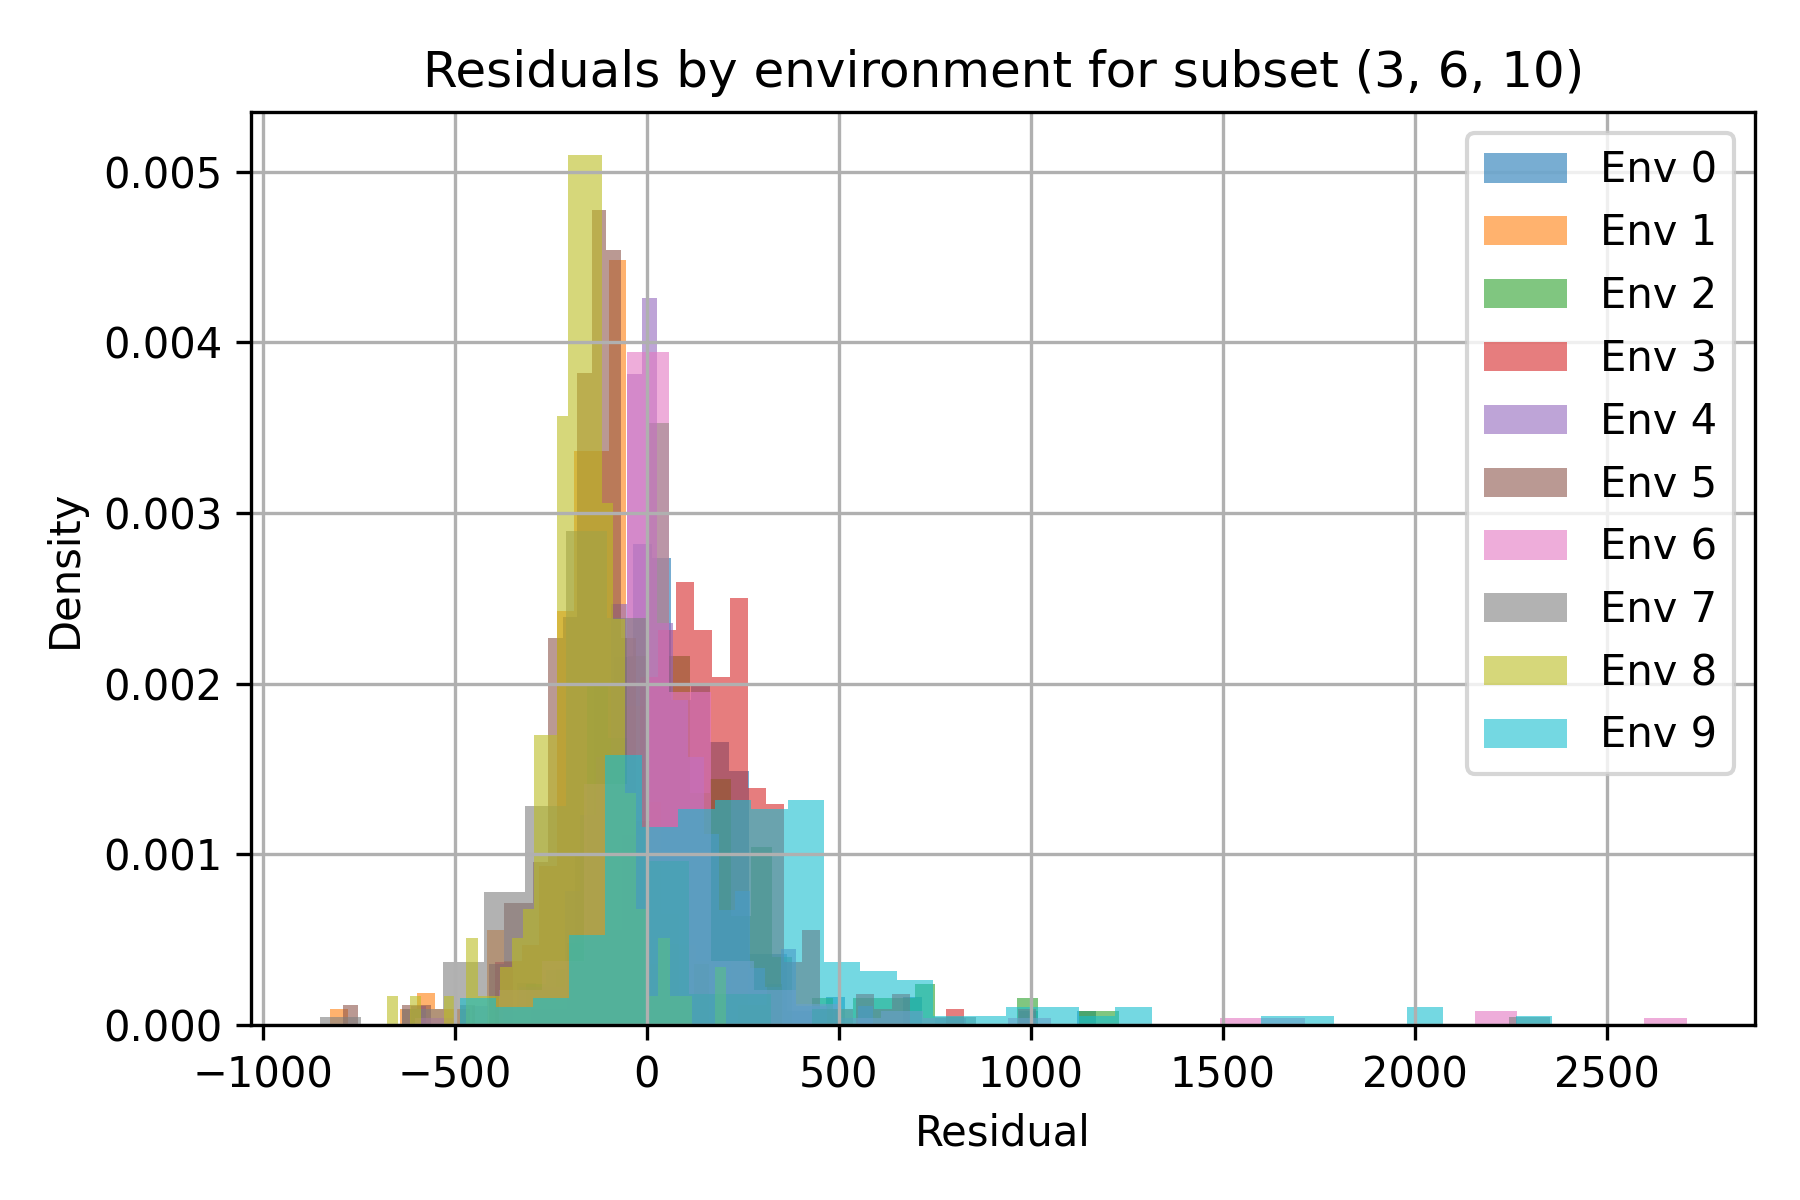 Residuals by environment for subset (3, 6, 10)
Density
0.005
0.004
0.003
0.002
0.001
0.000
−1000
−500
0
500
1000
1500
2000
2500
Residual
Env 0
Env 1
Env 2
Env 3
Env 4
Env 5
Env 6
Env 7
Env 8
Env 9